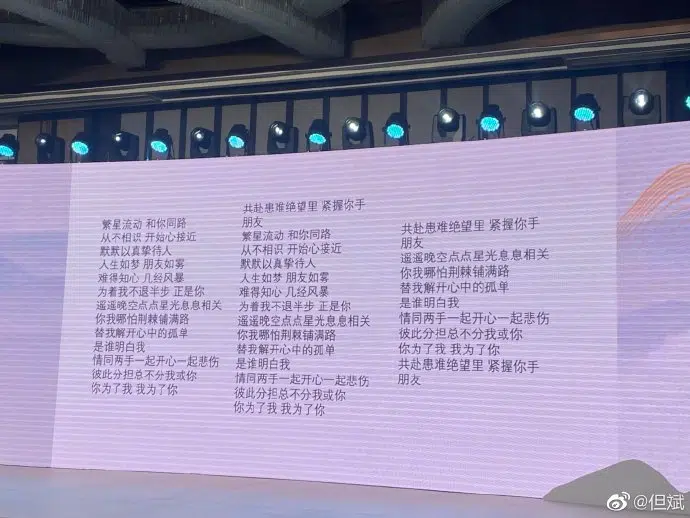 繁星流动 和你同路
从不相识 开始心接近
默默以真挚待人
人生如梦 朋友如雾
难得知心 几经风暴
为着我不退半步 正是你
遥遥晚空点点星光息息相关
你我哪怕荆棘铺满路
替我解开心中的孤单
是谁明白我
情同两手一起开心一起悲伤
彼此分担总不分我或你
你为了我 我为了你
共赴患难绝望里 紧握你手
朋友
繁星流动 和你同路
从不相识 开始心接近
默默以真挚待人
人生如梦 朋友如雾
难得知心 几经风暴
为着我不退半步 正是你
遥遥晚空点点星光息息相关
你我哪怕荆棘铺满路
替我解开心中的孤单
是谁明白我
情同两手一起开心一起悲伤
彼此分担总不分我或你
你为了我 我为了你
共赴患难绝望里 紧握你手
朋友
遥遥晚空点点星光息息相关
你我哪怕荆棘铺满路
替我解开心中的孤单
是谁明白我
情同两手一起开心一起悲伤
彼此分担总不分我或你
你为了我 我为了你
共赴患难绝望里 紧握你手
朋友
@但斌